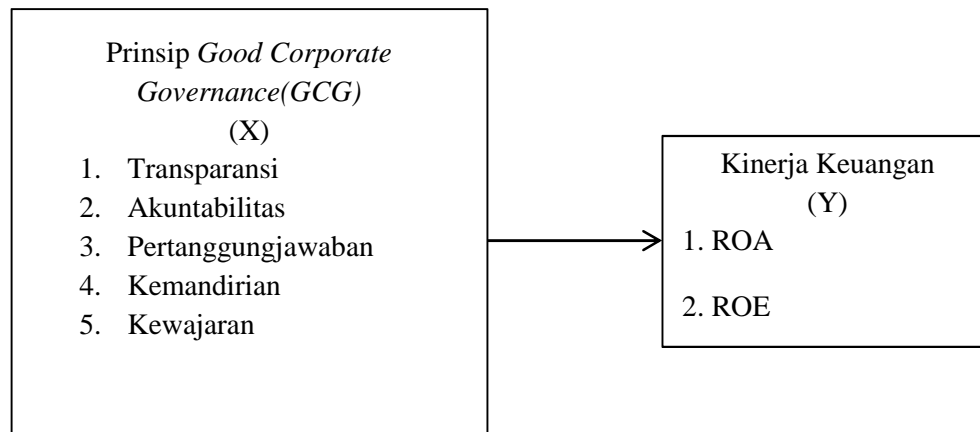 Prinsip Good Corporate
Governance(GCG)
(X)
1. Transparansi
2. Akuntabilitas
3. Pertanggungjawaban
4. Kemandirian
5. Kewajaran
Kinerja Keuangan
(Y)
1. ROA
2. ROE